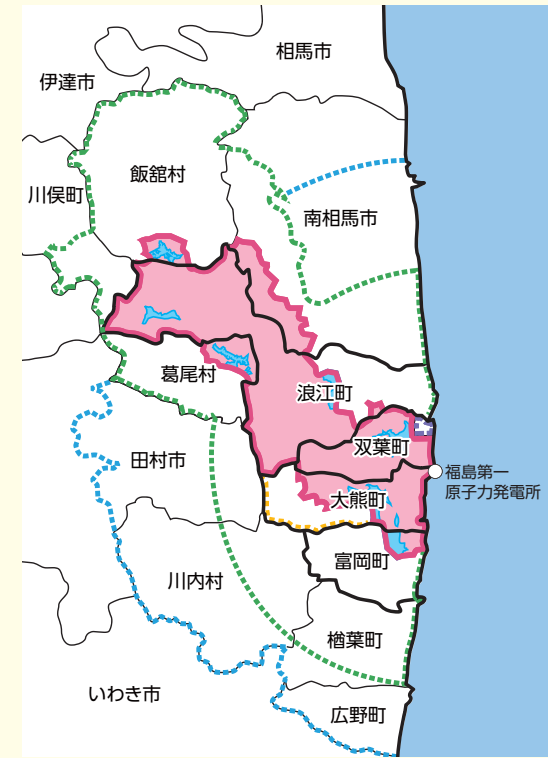 相馬市
伊達市
飯舘村
川俣町
南相馬市
葛尾村
浪江町
双葉町
田村市
福島第一
原子力発電所
大熊町
富岡町
川内村
楢葉町
いわき市
広野町